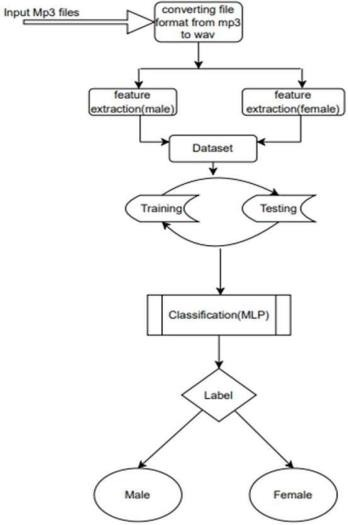 Input Mp3 files
converting file
format from mp3
to wav
feature
extraction(male)
feature
extraction(female)
Dataset
Training
Testing
Classification(MLP)
Label
Male
Female